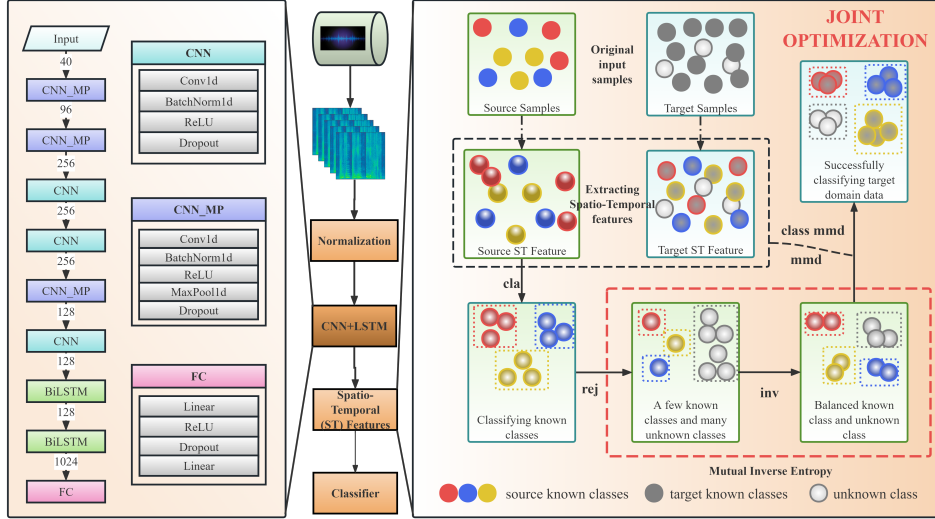 Input
40
CNN_MP
96
CNN_MP
256
CNN
256
CNN
256
CNN_MP
128
CNN
128
BiLSTM
128
BiLSTM
1024
FC
CNN
Conv1d
BatchNorm1d
ReLU
Dropout
CNN_MP
Conv1d
BatchNorm1d
ReLU
MaxPool1d
Dropout
FC
Linear
ReLU
Dropout
Linear
Normalization
CNN+LSTM
Spatio-
Temporal
(ST) Features
Classifier
JOINT
OPTIMIZATION
Source Samples
Original
input
samples
Target Samples
Source ST Feature
Extracting
Spatio-Temporal
features
Target ST Feature
Successfully
classifying target
domain data
class mmd
mmd
cla
Classifying known
classes
rej
A few known
classes and many
unknown classes
inv
Balanced known
class and unknown
class
Mutual Inverse Entropy
source known classes
target known classes
unknown class